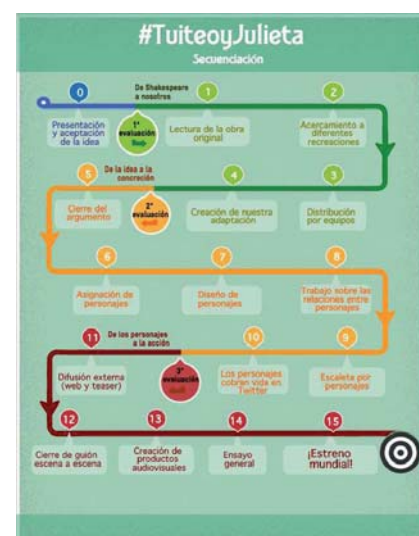 #TuiteoyJulieta
Secuenciación
De Shakespeare
a nosotros
0
1
2
Presentación
y aceptación
de la idea
1ª
evaluación
Lectura de la obra
original
Acercamiento a
diferentes
recreaciones
De la idea a la
concreción
5
4
3
Cierre del
argumento
2ª
evaluación
Creación de nuestra
adaptación
Distribución
por equipos
6
7
8
Asignación de
personajes
Diseño de
personajes
Trabajo sobre las
relaciones entre
personajes
De los personajes
a la acción
11
10
9
Difusión externa
(web y teaser)
3ª
evaluación
Los personajes
cobran vida en
Twitter
Escaleta por
personajes
12
13
14
15
Cierre de guión
escena a escena
Creación de
productos
audiovisuales
Ensayo
general
¡Estreno
mundial!